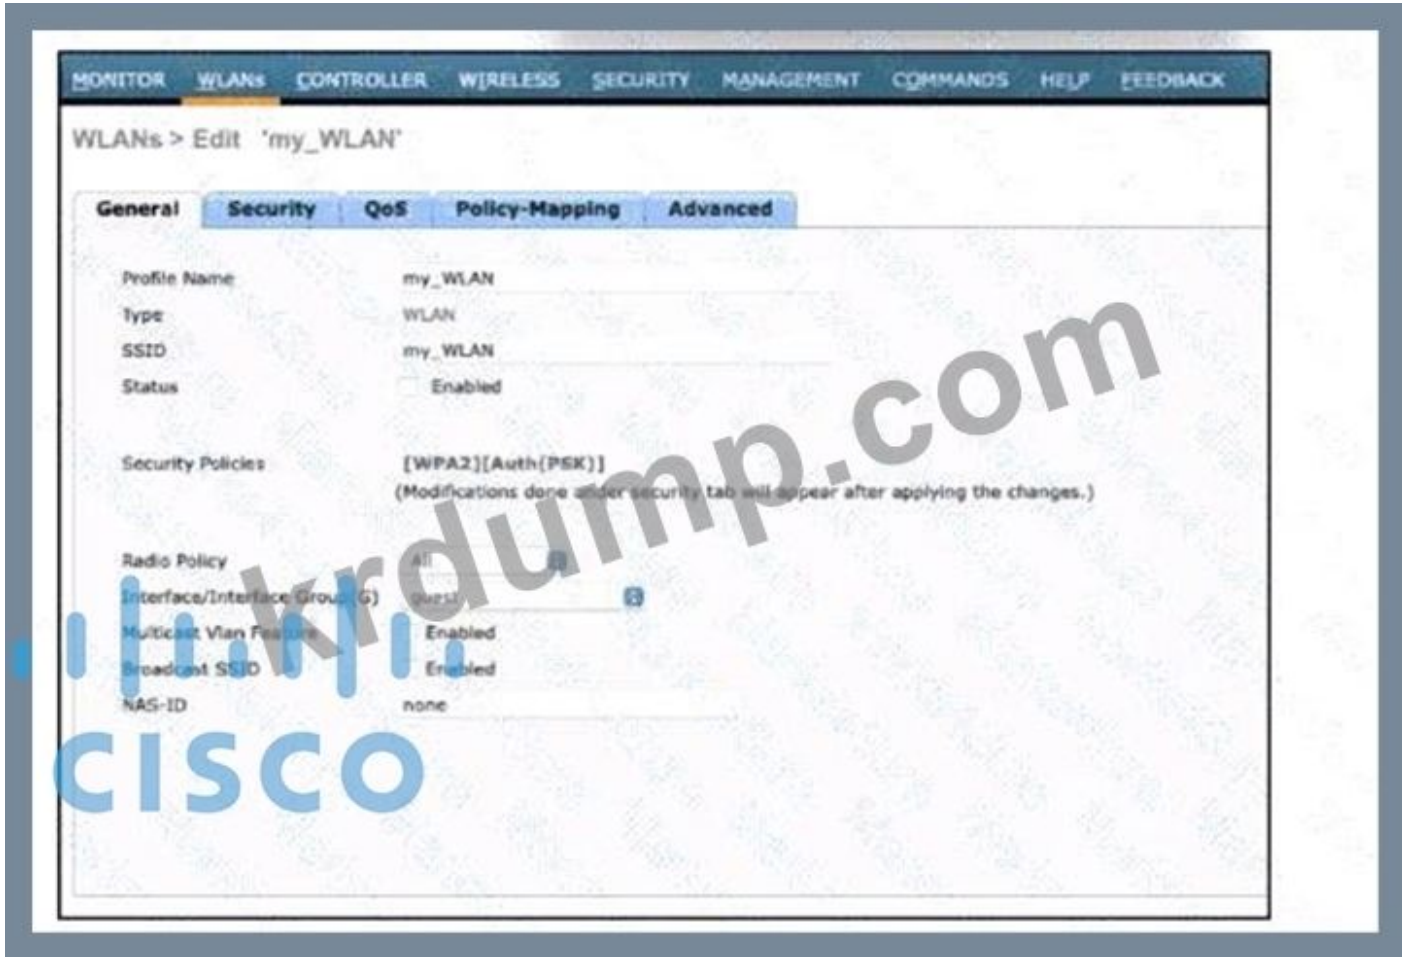 MONITOR WLANs CONTROLLER WIRELESS SECURITY MANAGEMENT COMMANDS HELP FEEDBACK
WLANs > Edit 'my_WLAN'
General Security QoS Policy-Mapping Advanced
Profile Name my_WLAN
Type WLAN
SSID my_WLAN
Status Enabled
Security Policies [WPA2][Auth(PSK)]
(Modifications done under security tab will appear after applying the changes.)
Radio Policy All
Interface/Interface Group(G) guest
Multicast Vlan Feature Enabled
Broadcast SSID Enabled
NAS-ID none
krdump.com
CISCO